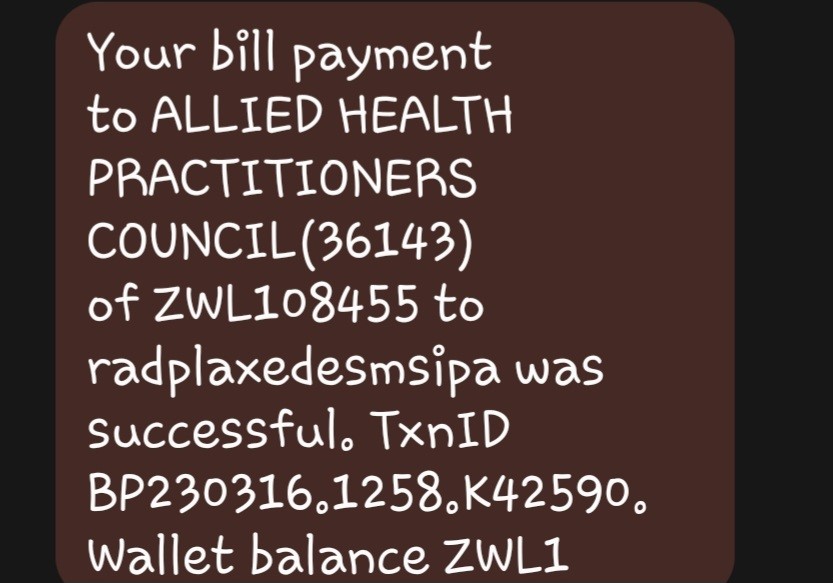 Your bill payment
to ALLIED HEALTH
PRACTITIONERS
COUNCIL(36143)
of ZWL108455 to
radplaxedesmsipa was
successful. TxnID
BP230316.1258.K42590.
Wallet balance ZWL1